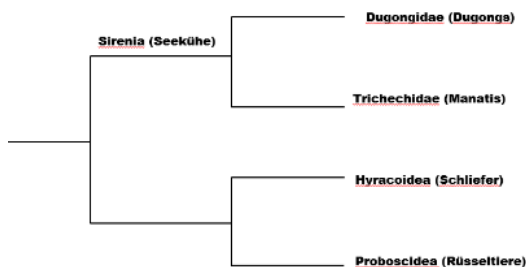 Dugongidae (Dugongs)
Sirenia (Seekühe)
Trichechidae (Manatis)
Hyracoidea (Schliefer)
Proboscidea (Rüsseltiere)